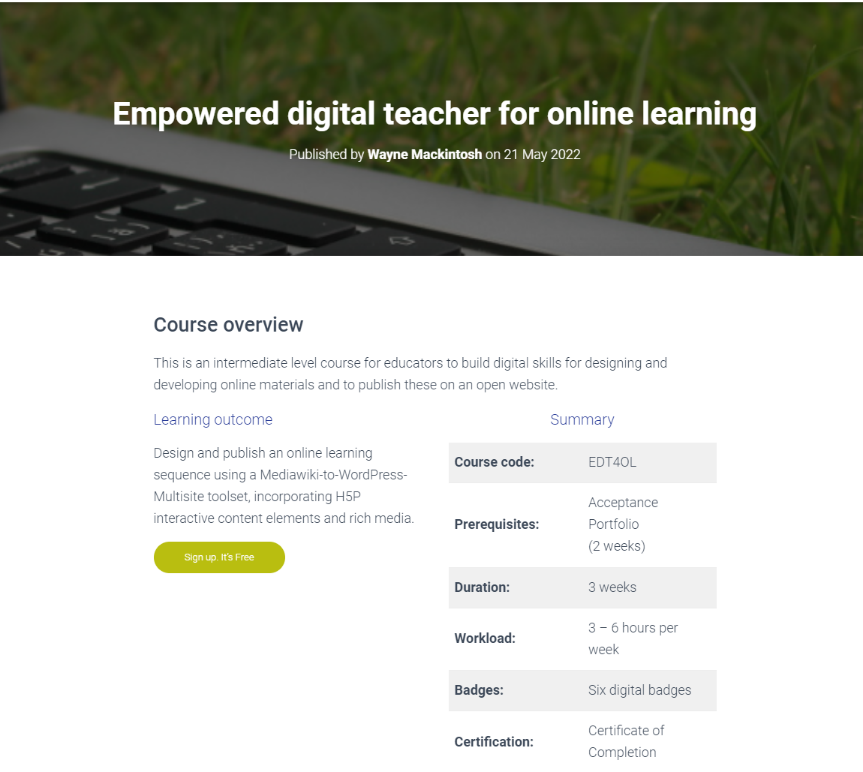 Empowered digital teacher for online learning
Published by Wayne Mackintosh on 21 May 2022
Course overview
This is an intermediate level course for educators to build digital skills for designing and
developing online materials and to publish these on an open website.
Learning outcome
Design and publish an online learning
sequence using a Mediawiki-to-WordPress-
Multisite toolset, incorporating H5P
interactive content elements and rich media.
Sign up. It's Free
Summary
Course code: EDT4OL
Prerequisites: Acceptance
Portfolio
(2 weeks)
Duration: 3 weeks
Workload: 3 – 6 hours per
week
Badges: Six digital badges
Certification: Certificate of
Completion